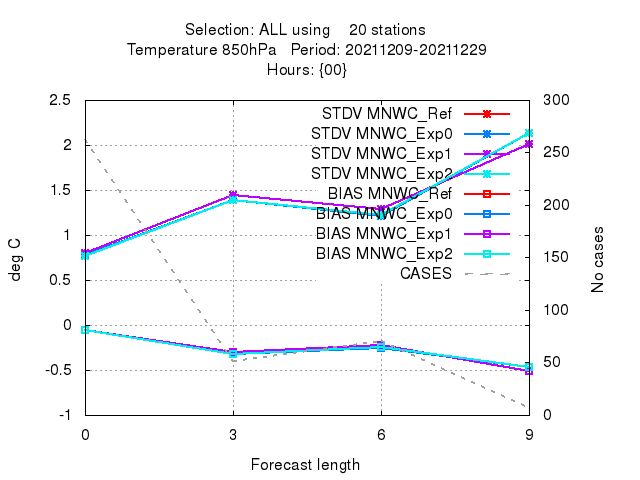 Selection: ALL using    20 stations
Temperature 850hPa   Period: 20211209-20211229
Hours: {00}
2.5
2
1.5
1
0.5
0
-0.5
-1
deg C
300
250
200
150
100
50
0
No cases
STDV MNWC_Ref
STDV MNWC_Exp0
STDV MNWC_Exp1
STDV MNWC_Exp2
BIAS MNWC_Ref
BIAS MNWC_Exp0
BIAS MNWC_Exp1
BIAS MNWC_Exp2
CASES
0 3 6 9
Forecast length